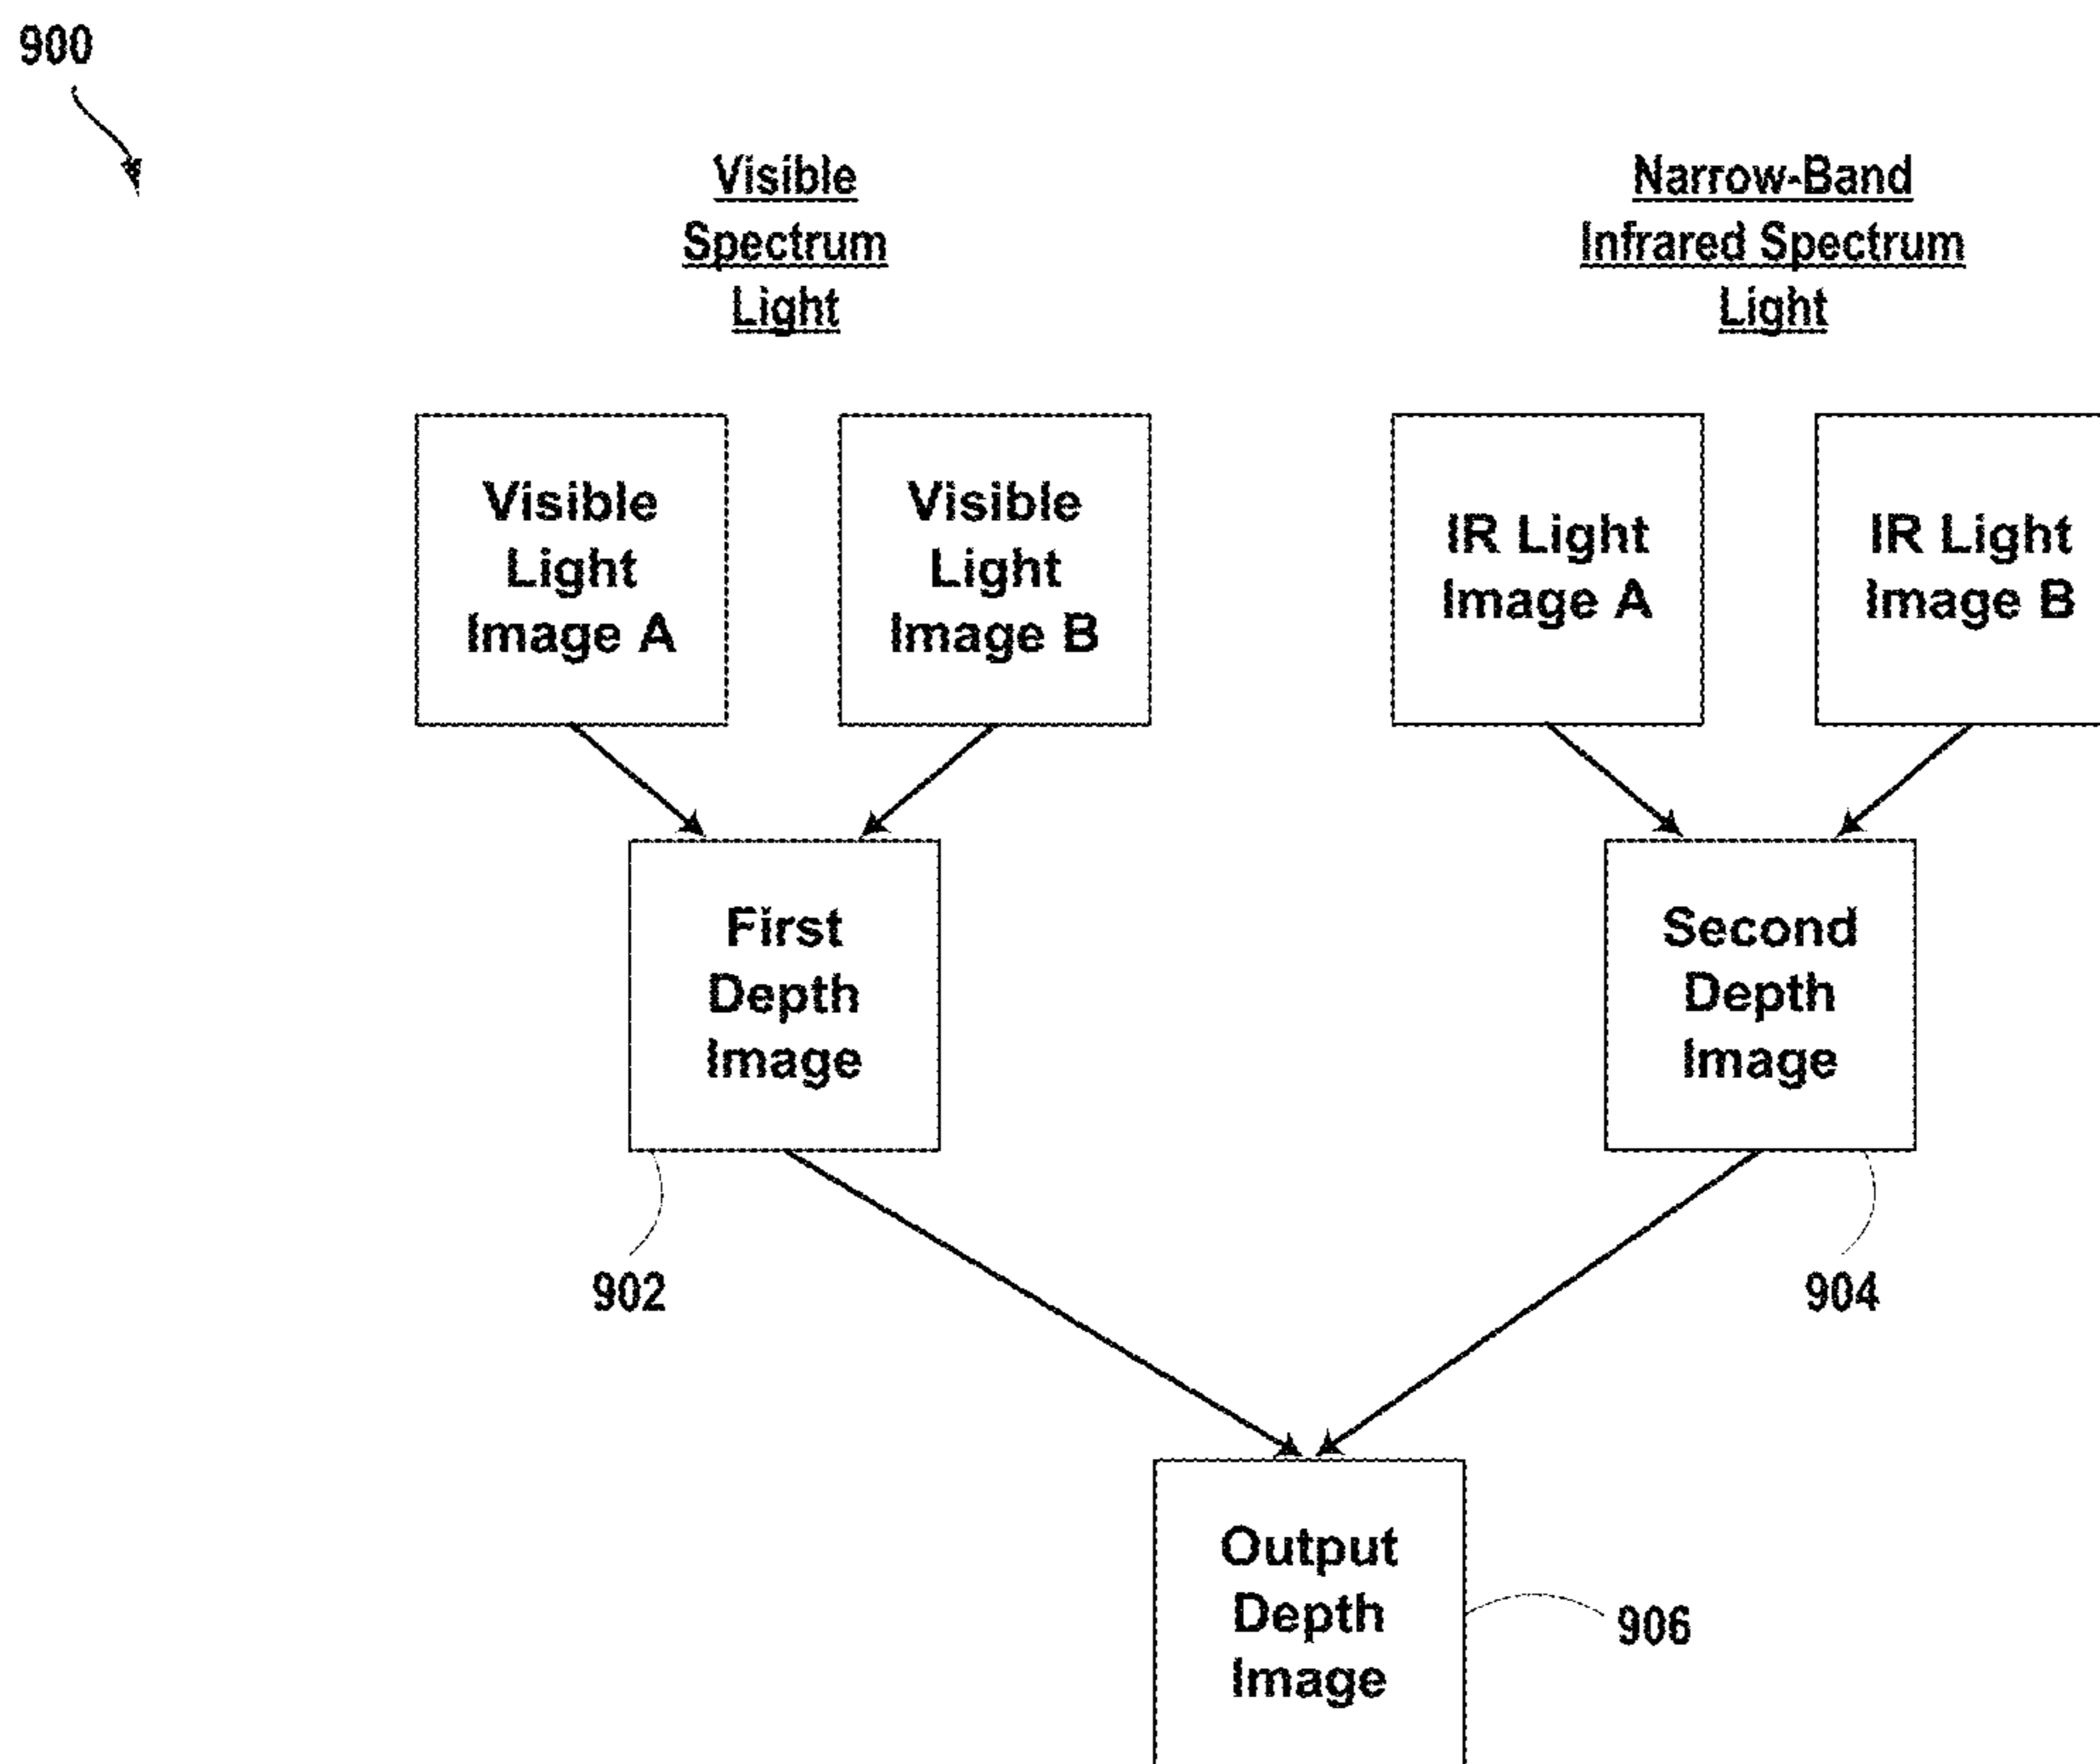 900
Visible
Spectrum
Light
Narrow-Band
Infrared Spectrum
Light
Visible
Light
Image A
Visible
Light
Image B
IR Light
Image A
IR Light
Image B
First
Depth
Image
Second
Depth
Image
902
904
Output
Depth
Image
906